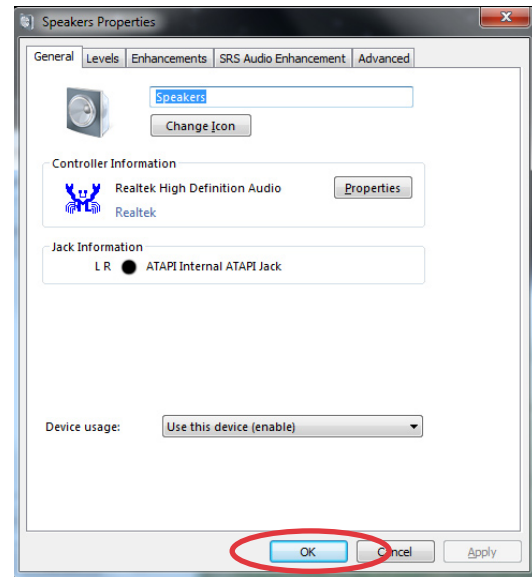 Speakers Properties
General Levels Enhancements SRS Audio Enhancement Advanced
Speakers
Change Icon
Controller Information
Realtek High Definition Audio Properties
Realtek
Jack Information
L R ATAPI Internal ATAPI Jack
Device usage: Use this device (enable)
OK Cancel Apply